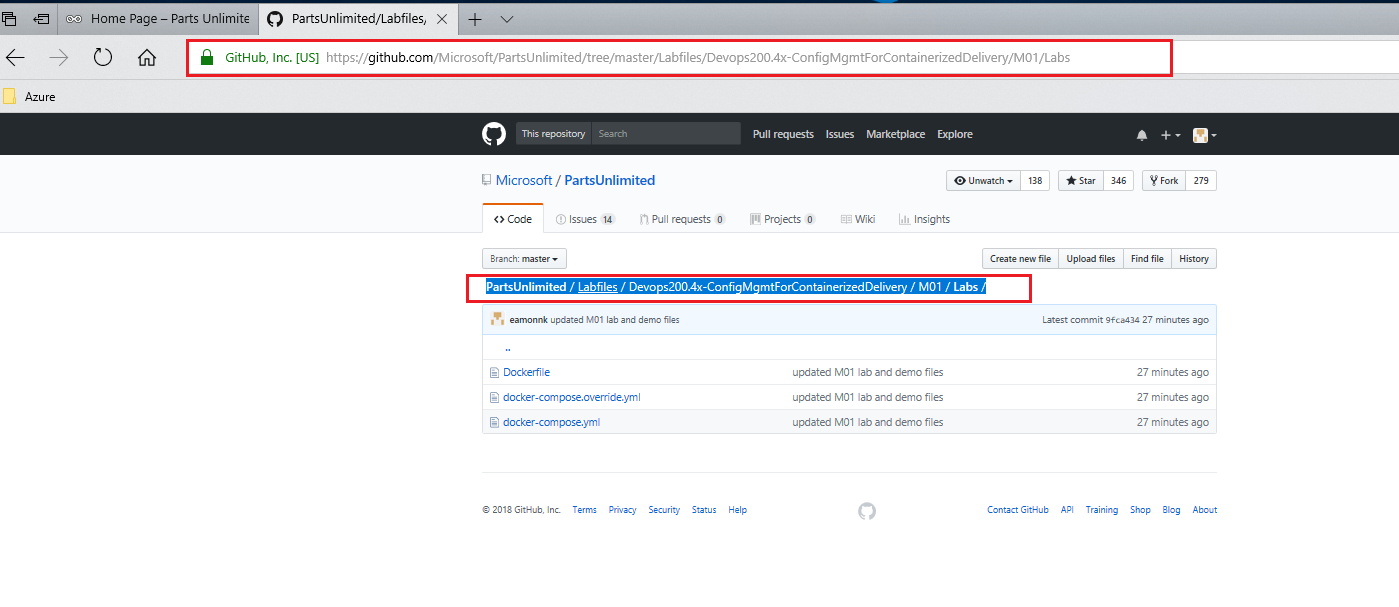 Home Page – Parts Unlimite
PartsUnlimited/Labfiles,
GitHub, Inc. [US] https://github.com/Microsoft/PartsUnlimited/tree/master/Labfiles/Devops200.4x-ConfigMgmtForContainerizedDelivery/M01/Labs
Azure
This repository Search Pull requests Issues Marketplace Explore
Microsoft / PartsUnlimited Unwatch 138 Star 346 Fork 279
Code Issues 14 Pull requests 0 Projects 0 Wiki Insights
Branch: master Create new file Upload files Find file History
PartsUnlimited / Labfiles / Devops200.4x-ConfigMgmtForContainerizedDelivery / M01 / Labs /
eamonnk updated M01 lab and demo files Latest commit 9fca434 27 minutes ago
..
Dockerfile updated M01 lab and demo files 27 minutes ago
docker-compose.override.yml updated M01 lab and demo files 27 minutes ago
docker-compose.yml updated M01 lab and demo files 27 minutes ago
© 2018 GitHub, Inc. Terms Privacy Security Status Help Contact GitHub API Training Shop Blog About